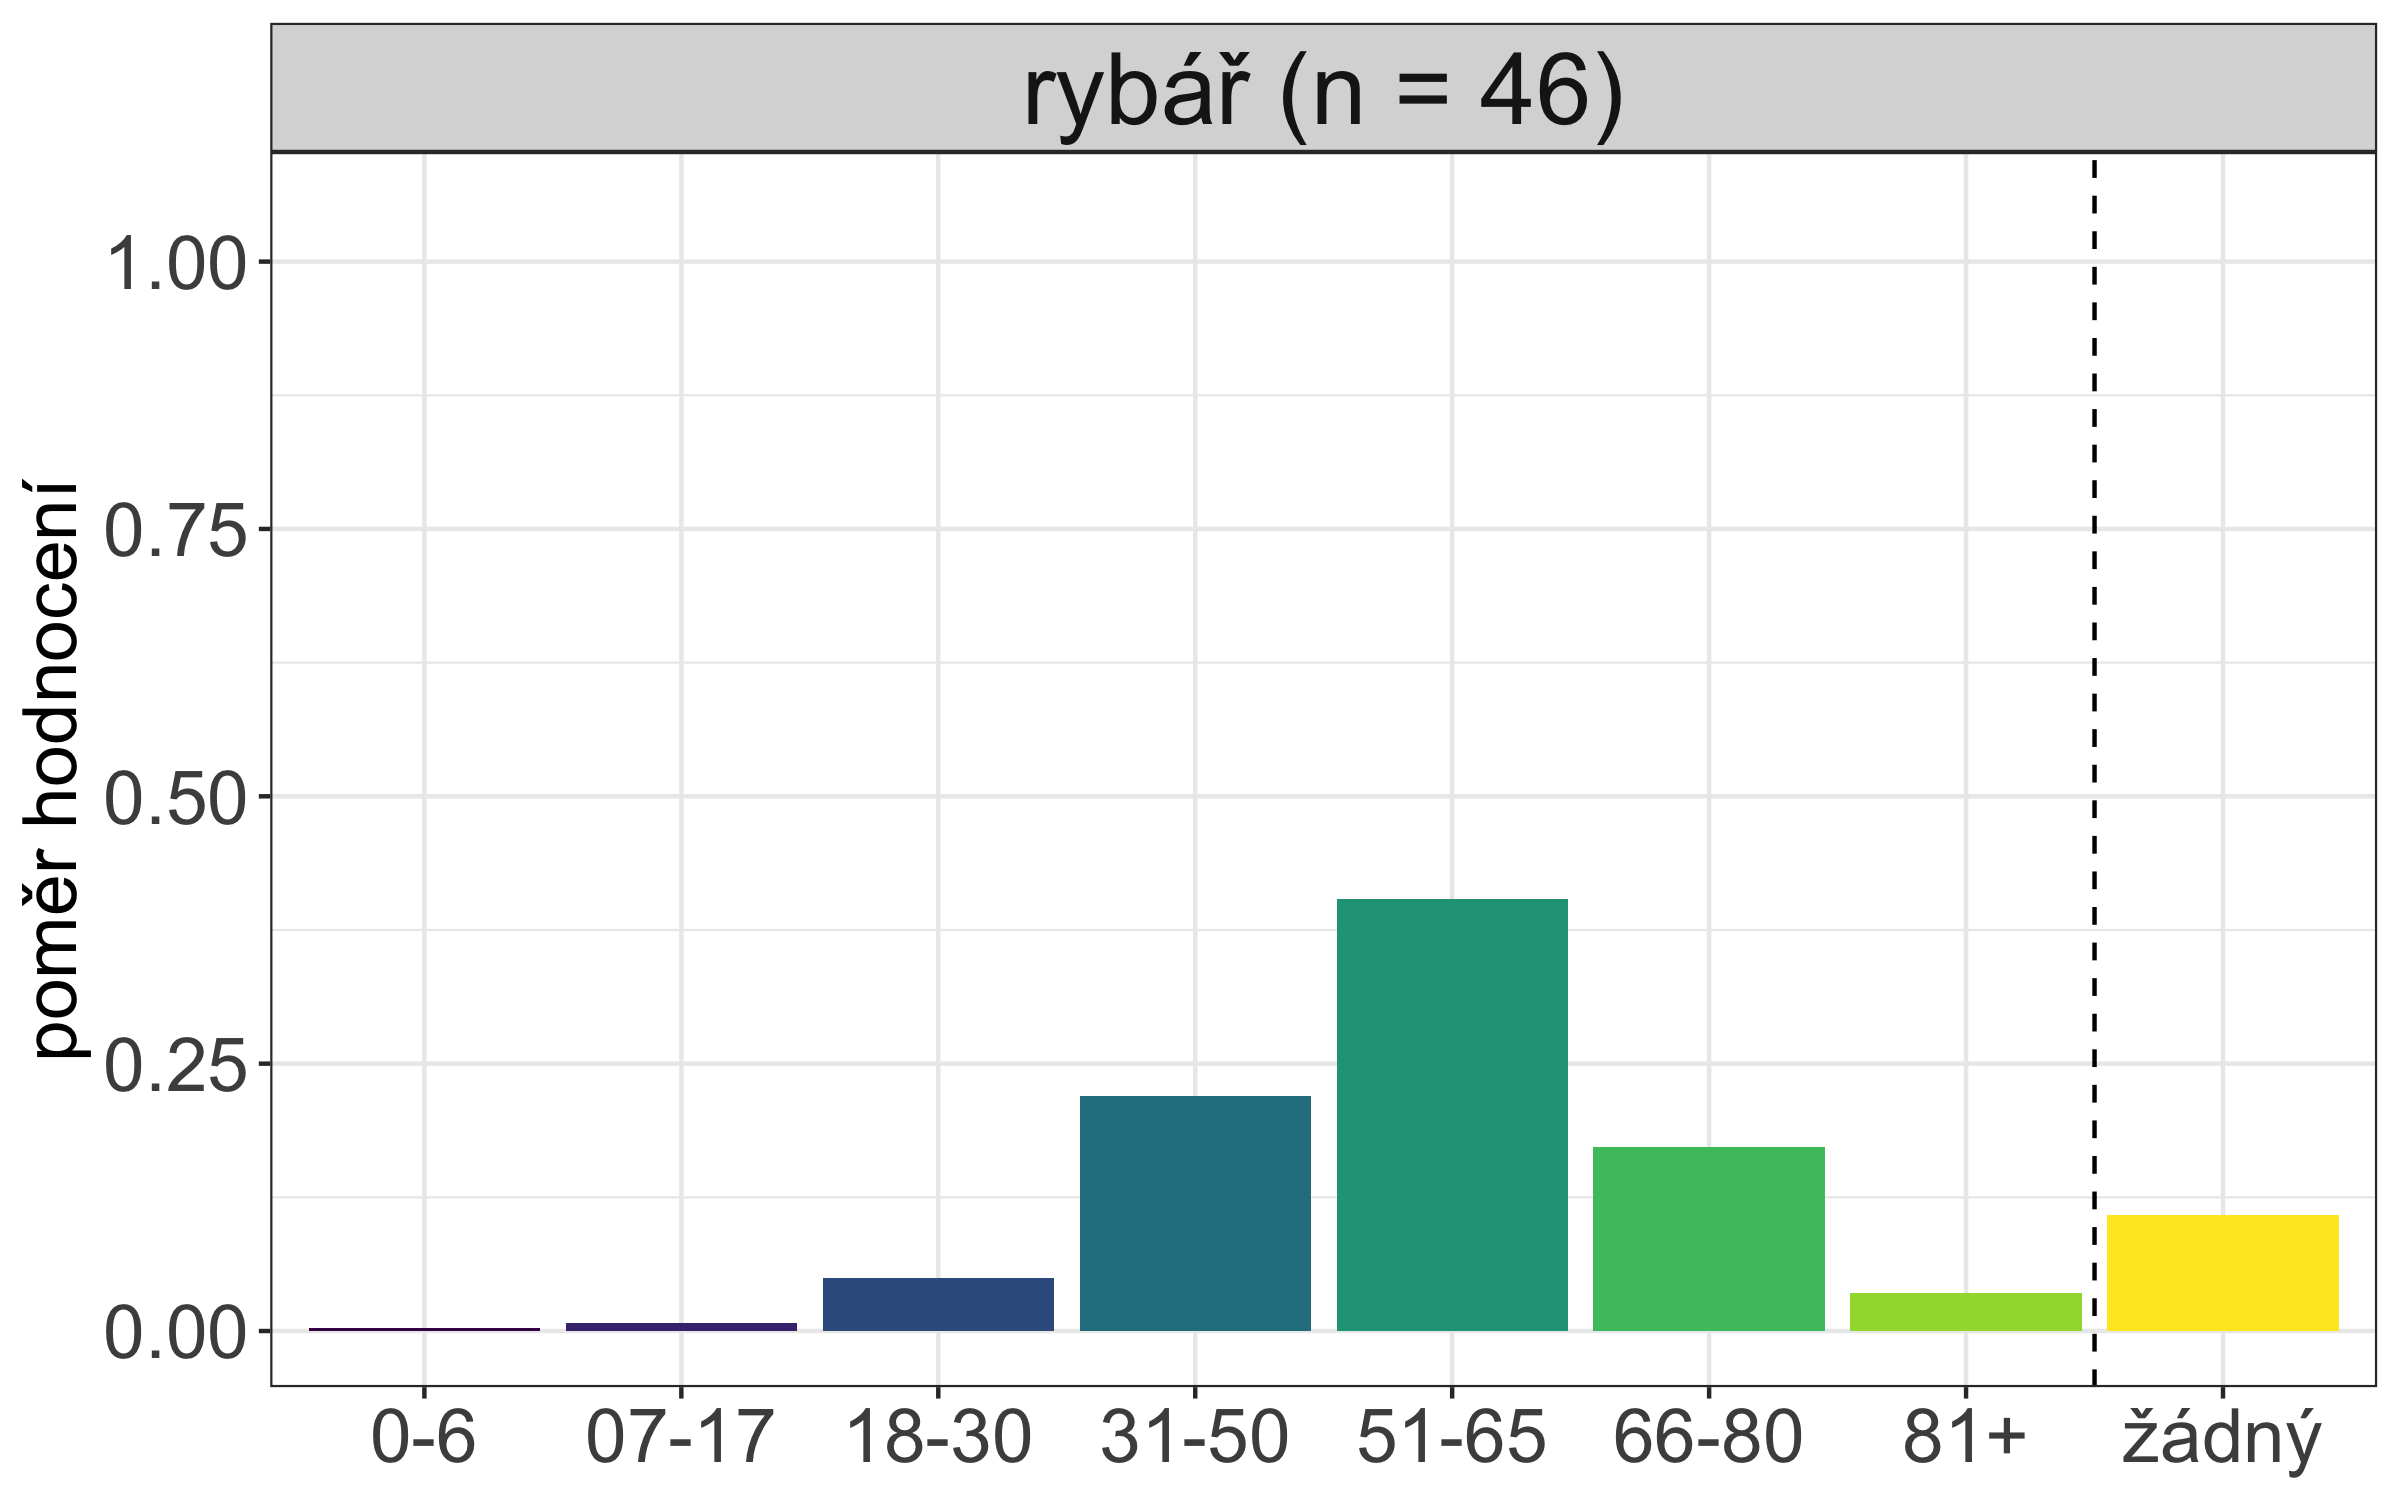 rybář (n = 46)
poměr hodnocení
1.00
0.75
0.50
0.25
0.00
0-6 07-17 18-30 31-50 51-65 66-80 81+ žádný